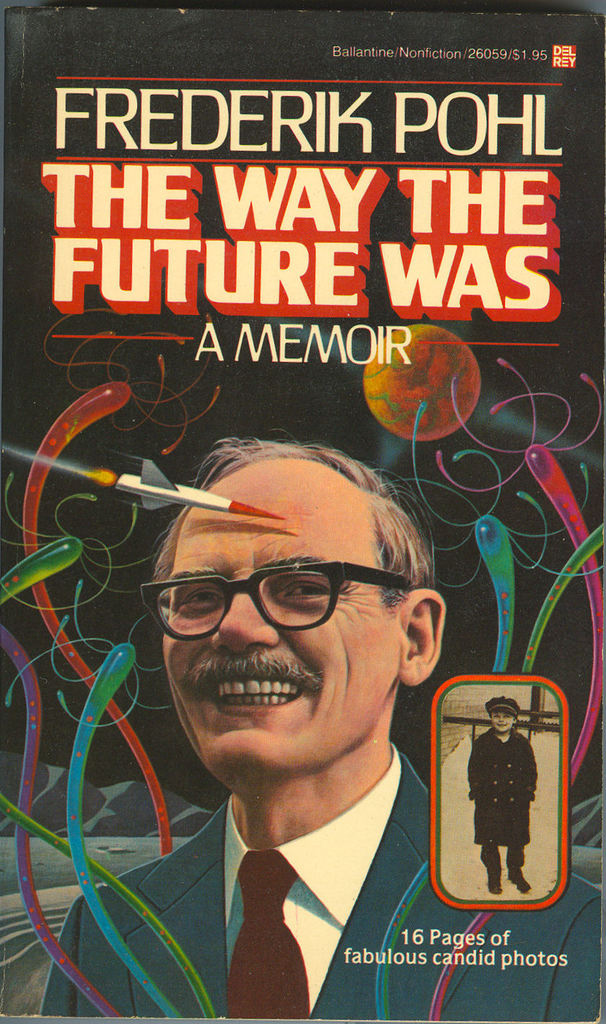 Ballantine/Nonfiction/26059/$1.95 DEL REY
FREDERIK POHL
THE WAY THE
FUTURE WAS
A MEMOIR
16 Pages of
fabulous candid photos